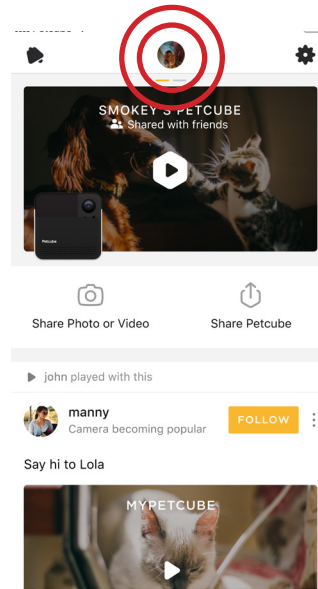 SMOKEY'S PETCUBE
Shared with friends
Petcube
Share Photo or Video
Share Petcube
john played with this
manny
Camera becoming popular
FOLLOW
Say hi to Lola
MYPETCUBE